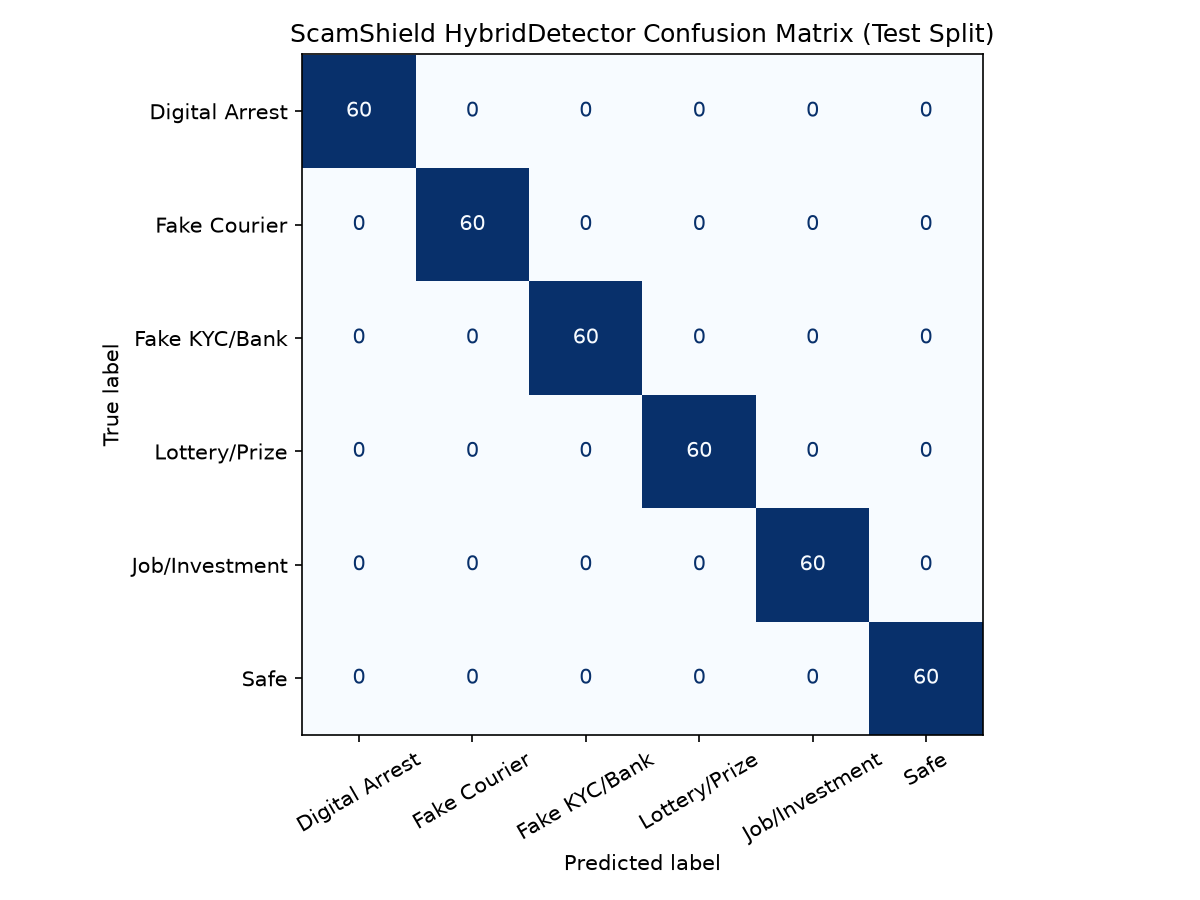 ScamShield HybridDetector Confusion Matrix (Test Split)
Digital Arrest 60 0 0 0 0 0
Fake Courier 0 60 0 0 0 0
Fake KYC/Bank 0 0 60 0 0 0
Lottery/Prize 0 0 0 60 0 0
Job/Investment 0 0 0 0 60 0
Safe 0 0 0 0 0 60
True label
Digital Arrest Fake Courier Fake KYC/Bank Lottery/Prize Job/Investment Safe
Predicted label